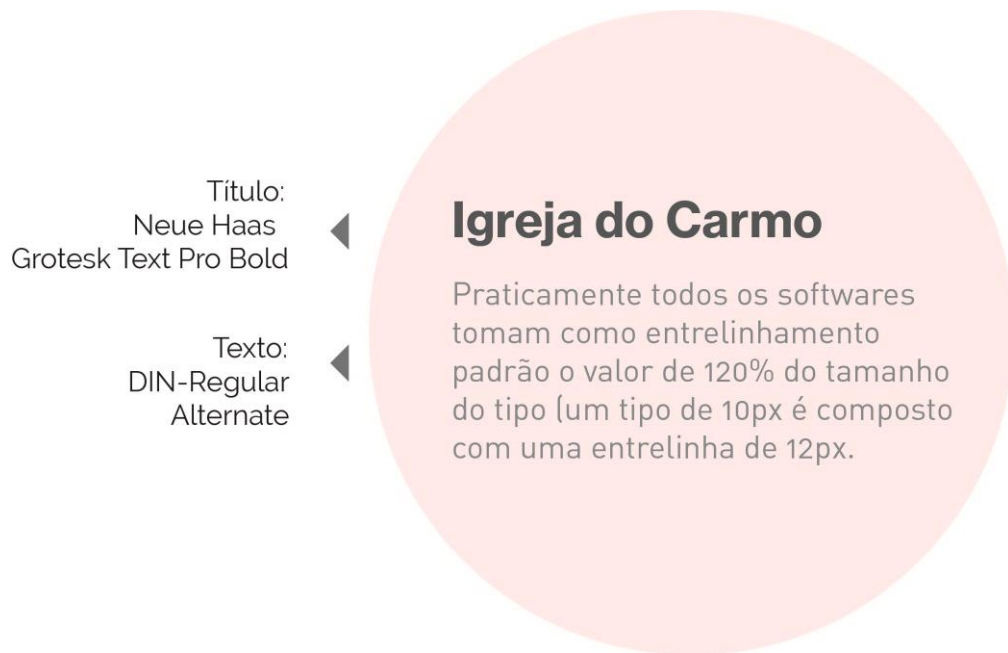 Título:
Neue Haas
Grotesk Text Pro Bold
Texto:
DIN-Regular
Alternate
Igreja do Carmo
Praticamente todos os softwares
tomam como entrelinhamento
padrão o valor de 120% do tamanho
do tipo (um tipo de 10px é composto
com uma entrelinha de 12px.